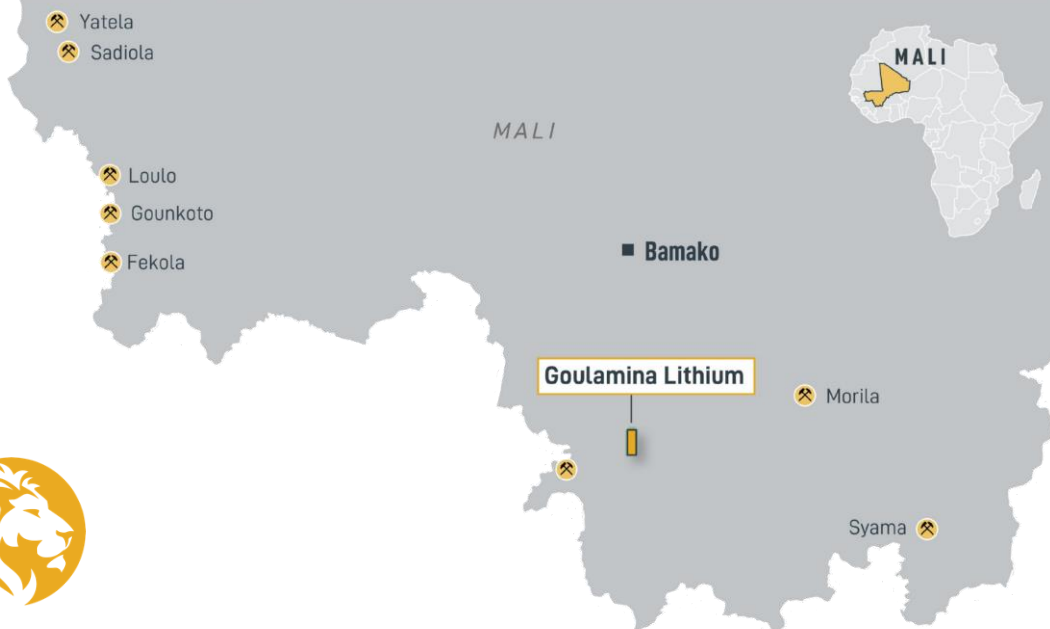 Yatela
Sadiola
MALI
MALI
Loulo
Gounkoto
Fekola
Bamako
Goulamina Lithium
Morila
Syama